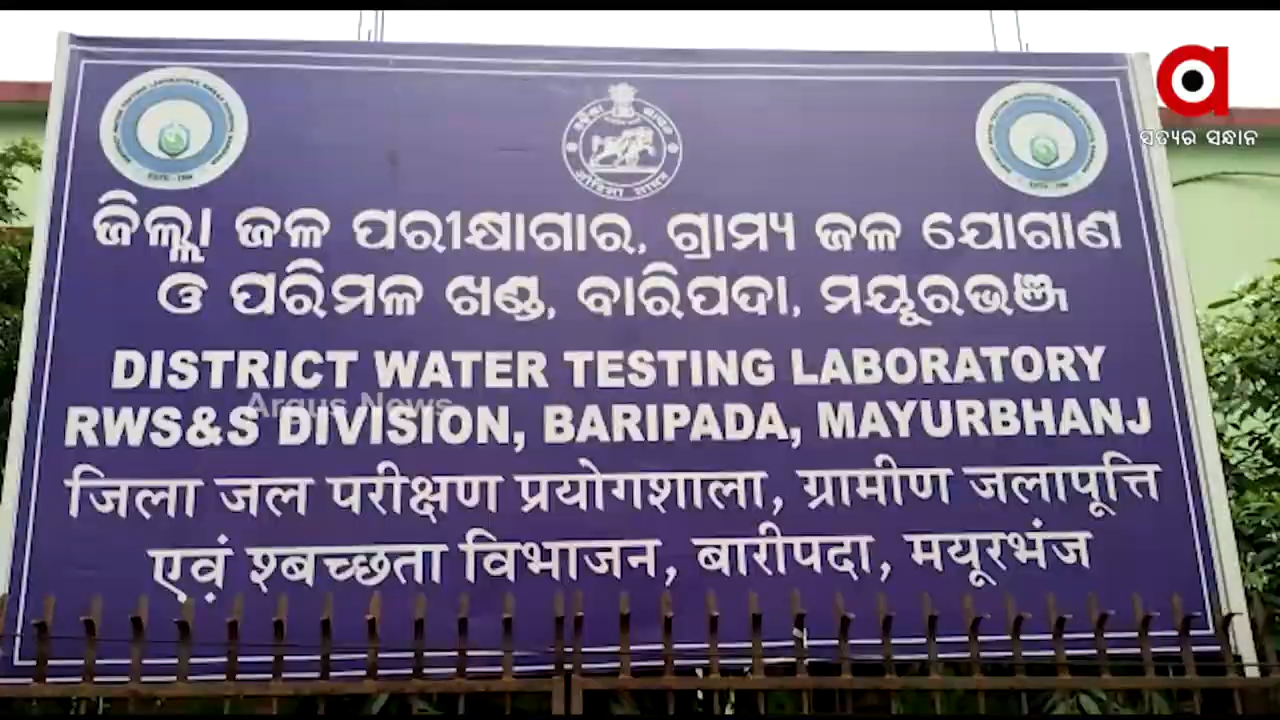 ସତ୍ୟର ସନ୍ଧାନ
ଜିଲ୍ଲା ଜଳ ପରୀକ୍ଷାଗାର, ଗ୍ରାମ୍ୟ ଜଳ ଯୋଗାଣ
ଓ ପରିମଳ ଖଣ୍ଡ, ବାରିପଦା, ମୟୂରଭଞ୍ଜ
DISTRICT WATER TESTING LABORATORY
Argus News
RWS&S DIVISION, BARIPADA, MAYURBHANJ
जिला जल परीक्षण प्रयोगशाला, ग्रामीण जलापूत्ति
एव़ं श्बच्छता विभाजन, बारीपदा, मयूरभंज